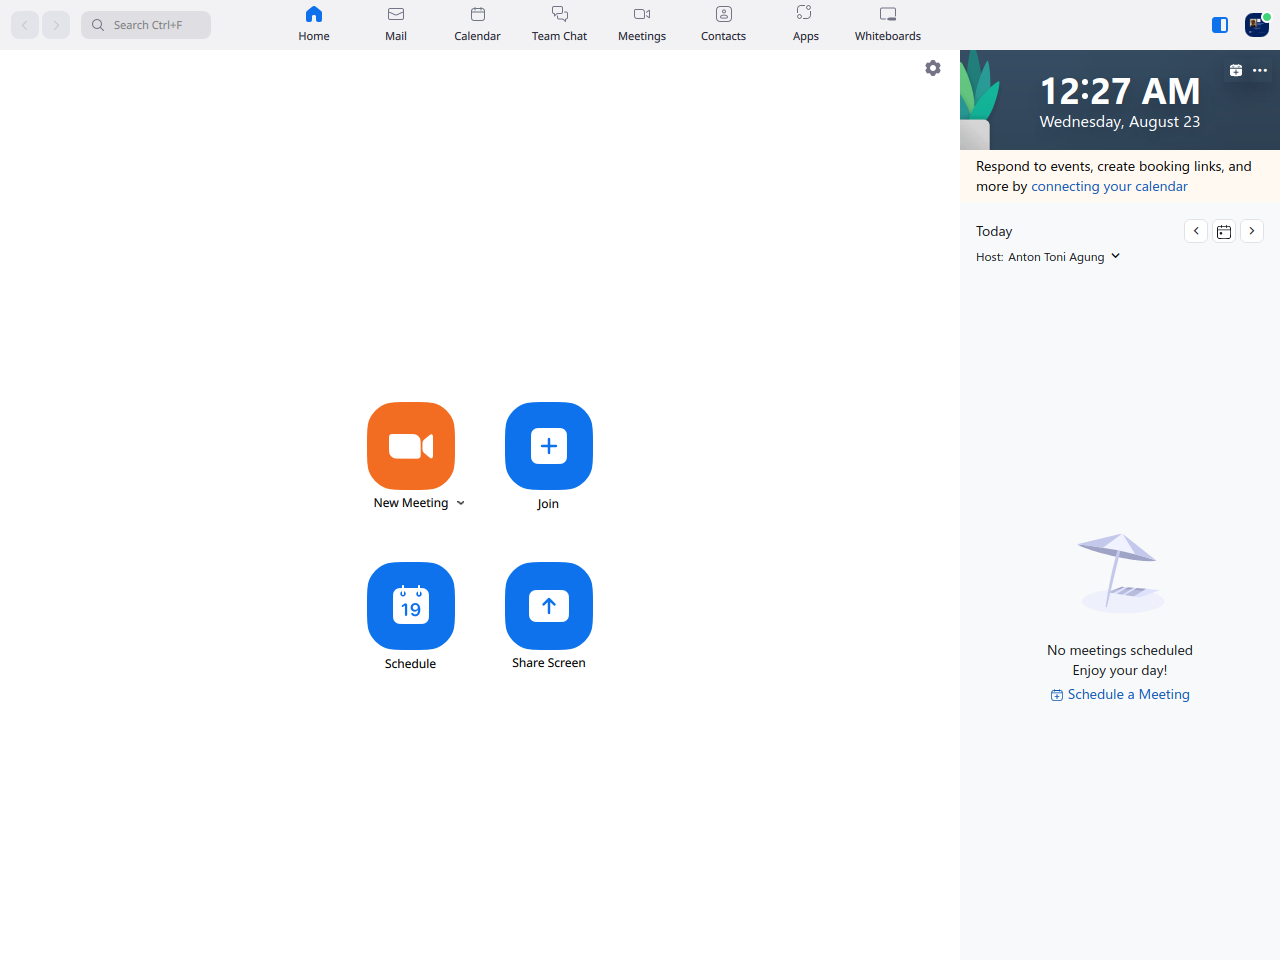 Search Ctrl+F
Home
Mail
Calendar
Team Chat
Meetings
Contacts
Apps
Whiteboards
12:27 AM
Wednesday, August 23
Respond to events, create booking links, and
more by connecting your calendar
Today
Host: Anton Toni Agung
New Meeting
Join
19
Schedule
Share Screen
No meetings scheduled
Enjoy your day!
Schedule a Meeting